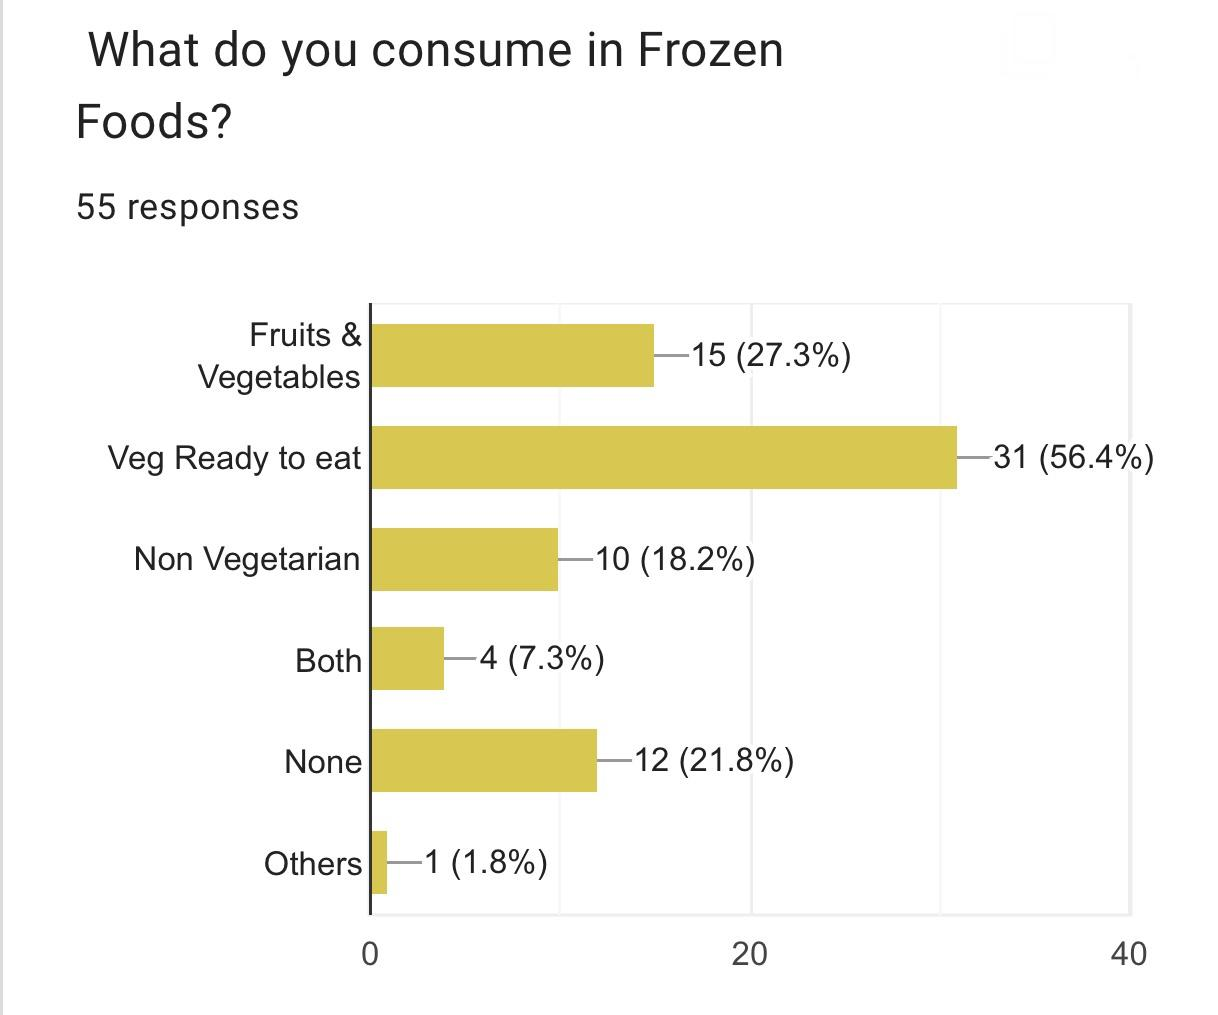 What do you consume in Frozen
Foods?
55 responses
Fruits &
Vegetables
15 (27.3%)
Veg Ready to eat
31 (56.4%)
Non Vegetarian
10 (18.2%)
Both
4 (7.3%)
None
12 (21.8%)
Others
1 (1.8%)
0
20
40